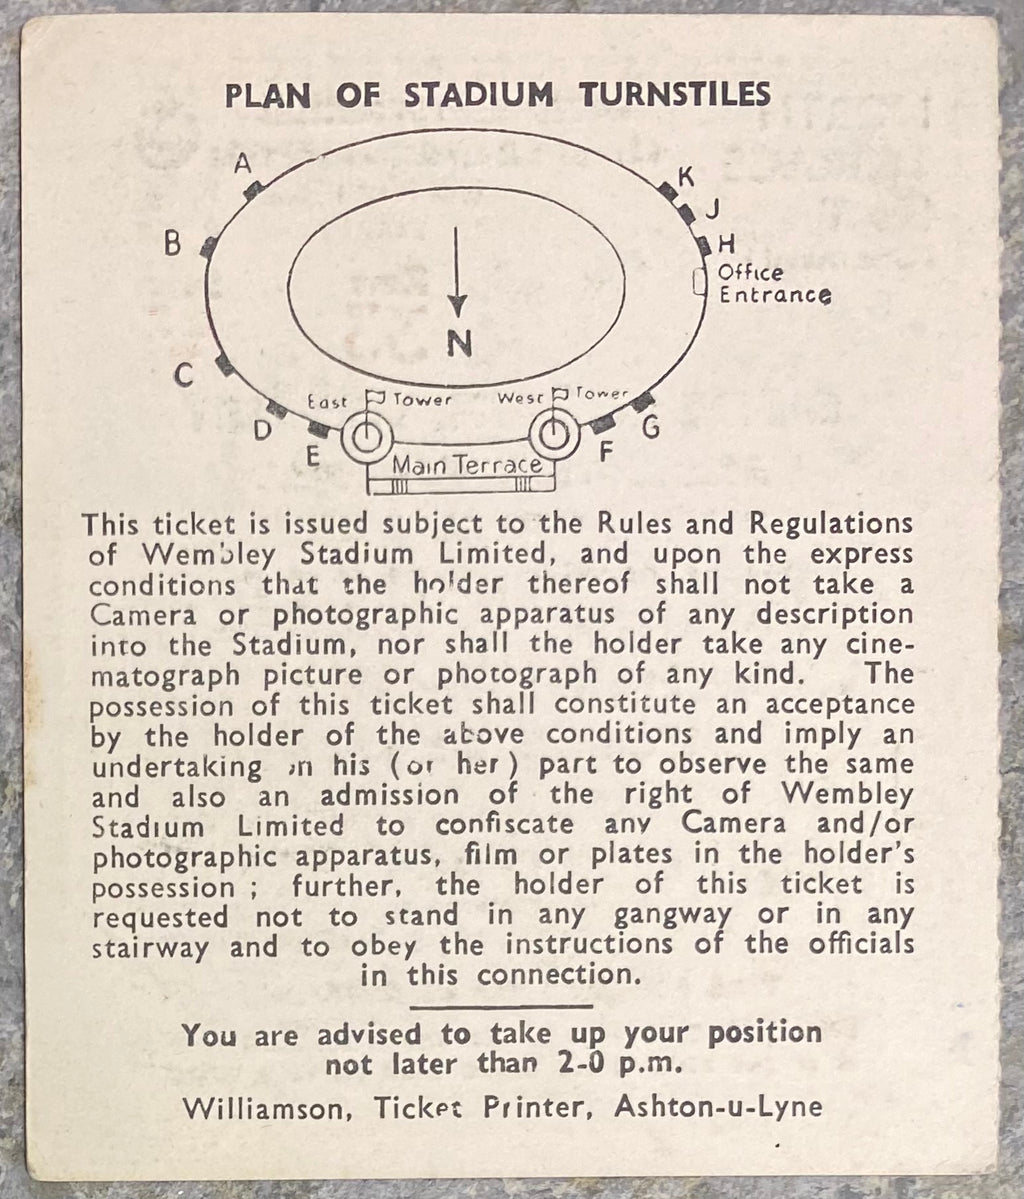 PLAN OF STADIUM TURNSTILES
A
K
J
B
H
Office
Entrance
N
C
East Tower West Tower
D
G
E
F
Main Terrace
This ticket is issued subject to the Rules and Regulations
of Wembley Stadium Limited, and upon the express
conditions that the holder thereof shall not take a
Camera or photographic apparatus of any description
into the Stadium, nor shall the holder take any cine-
matograph picture or photograph of any kind. The
possession of this ticket shall constitute an acceptance
by the holder of the above conditions and imply an
undertaking on his (or her) part to observe the same
and also an admission of the right of Wembley
Stadium Limited to confiscate any Camera and/or
photographic apparatus, film or plates in the holder's
possession ; further, the holder of this ticket is
requested not to stand in any gangway or in any
stairway and to obey the instructions of the officials
in this connection.
You are advised to take up your position
not later than 2-0 p.m.
Williamson, Ticket Printer, Ashton-u-Lyne